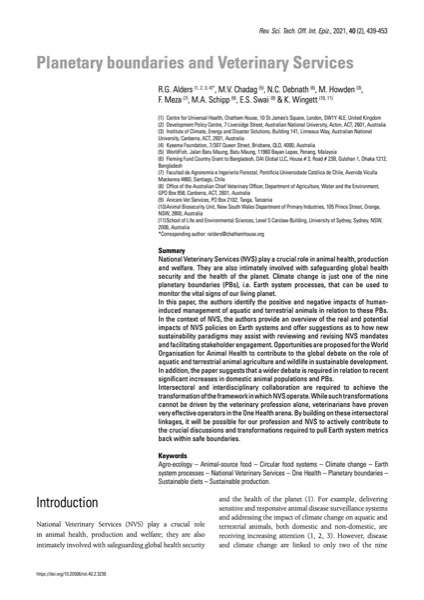 Rev. Sci. Tech. Off. Int. Epiz., 2021, 40 (2), 439-453
Planetary boundaries and Veterinary Services
R.G. Alders (1, 2, 3, 4)*, M.V. Chadag (5), N.C. Debnath (6), M. Howden (3),
F. Meza (7), M.A. Schipp (8), E.S. Swai (9) & K. Wingett (10, 11)
(1) Centre for Universal Health, Chatham House, 10 St James's Square, London, SW1Y 4LE, United Kingdom
(2) Development Policy Centre, 7 Liversidge Street, Australian National University, Acton, ACT, 2601, Australia
(3) Institute of Climate, Energy and Disaster Solutions, Building 141, Linnaeus Way, Australian National
University, Canberra, ACT, 2601, Australia
(4) Kyeema Foundation, 1/307 Queen Street, Brisbane, QLD, 4000, Australia
(5) WorldFish, Jalan Batu Maung, Batu Maung, 11960 Bayan Lepas, Penang, Malaysia
(6) Fleming Fund Country Grant to Bangladesh, DAI Global LLC, House # 3, Road # 23B, Gulshan 1, Dhaka 1212,
Bangladesh
(7) Facultad de Agronomía e Ingeniería Forestal, Pontificia Universidade Católica de Chile, Avenida Vicuña
Mackenna 4860, Santiago, Chile
(8) Office of the Australian Chief Veterinary Officer, Department of Agriculture, Water and the Environment,
GPO Box 858, Canberra, ACT, 2601, Australia
(9) Anicare Vet Services, PO Box 2102, Tanga, Tanzania
(10) Animal Biosecurity Unit, New South Wales Department of Primary Industries, 105 Prince Street, Orange,
NSW, 2800, Australia
(11) School of Life and Environmental Sciences, Level 5 Carslaw Building, University of Sydney, Sydney, NSW,
2006, Australia
*Corresponding author: ralders@chathamhouse.org
Summary
National Veterinary Services (NVS) play a crucial role in animal health, production
and welfare. They are also intimately involved with safeguarding global health
security and the health of the planet. Climate change is just one of the nine
planetary boundaries (PBs), i.e. Earth system processes, that can be used to
monitor the vital signs of our living planet.
In this paper, the authors identify the positive and negative impacts of human-
induced management of aquatic and terrestrial animals in relation to these PBs.
In the context of NVS, the authors provide an overview of the real and potential
impacts of NVS policies on Earth systems and offer suggestions as to how new
sustainability paradigms may assist with reviewing and revising NVS mandates
and facilitating stakeholder engagement. Opportunities are proposed for the World
Organisation for Animal Health to contribute to the global debate on the role of
aquatic and terrestrial animal agriculture and wildlife in sustainable development.
In addition, the paper suggests that a wider debate is required in relation to recent
significant increases in domestic animal populations and PBs.
Intersectoral and interdisciplinary collaboration are required to achieve the
transformation of the framework in which NVS operate. While such transformations
cannot be driven by the veterinary profession alone, veterinarians have proven
very effective operators in the One Health arena. By building on these intersectoral
linkages, it will be possible for our profession and NVS to actively contribute to
the crucial discussions and transformations required to pull Earth system metrics
back within safe boundaries.
Keywords
Agro-ecology – Animal-source food – Circular food systems – Climate change – Earth
system processes – National Veterinary Services – One Health – Planetary boundaries –
Sustainable diets – Sustainable production.
Introduction
National Veterinary Services (NVS) play a crucial role
in animal health, production and welfare; they are also
intimately involved with safeguarding global health security
and the health of the planet (1). For example, delivering
sensitive and responsive animal disease surveillance systems
and addressing the impact of climate change on aquatic and
terrestrial animals, both domestic and non-domestic, are
receiving increasing attention (1, 2, 3). However, disease
and climate change are linked to only two of the nine
https://doi.org/10.20506/rst.40.2.3236